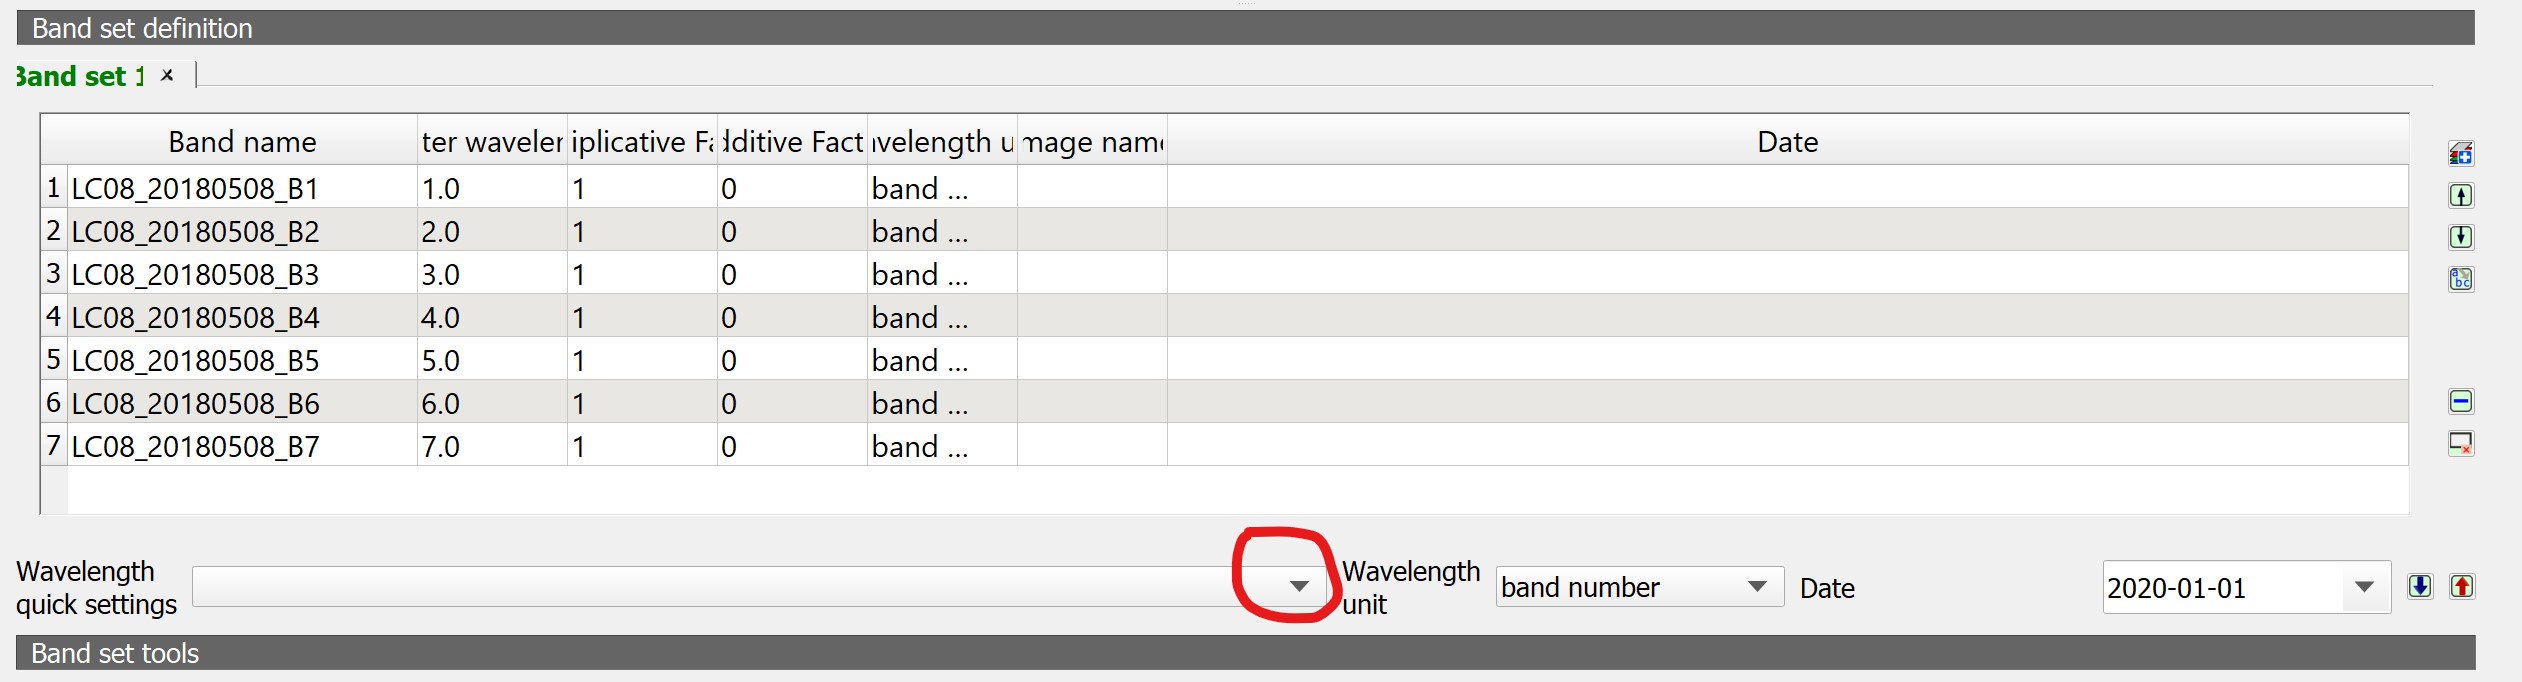 Band set definition
Band set 1
Band name ter waveler iplicative Fa dditive Fact velength u mage name Date
1 LC08_20180508_B1 1.0 1 0 band ...
2 LC08_20180508_B2 2.0 1 0 band ...
3 LC08_20180508_B3 3.0 1 0 band ...
4 LC08_20180508_B4 4.0 1 0 band ...
5 LC08_20180508_B5 5.0 1 0 band ...
6 LC08_20180508_B6 6.0 1 0 band ...
7 LC08_20180508_B7 7.0 1 0 band ...
Wavelength
quick settings
Wavelength
unit
band number
Date
2020-01-01
Band set tools